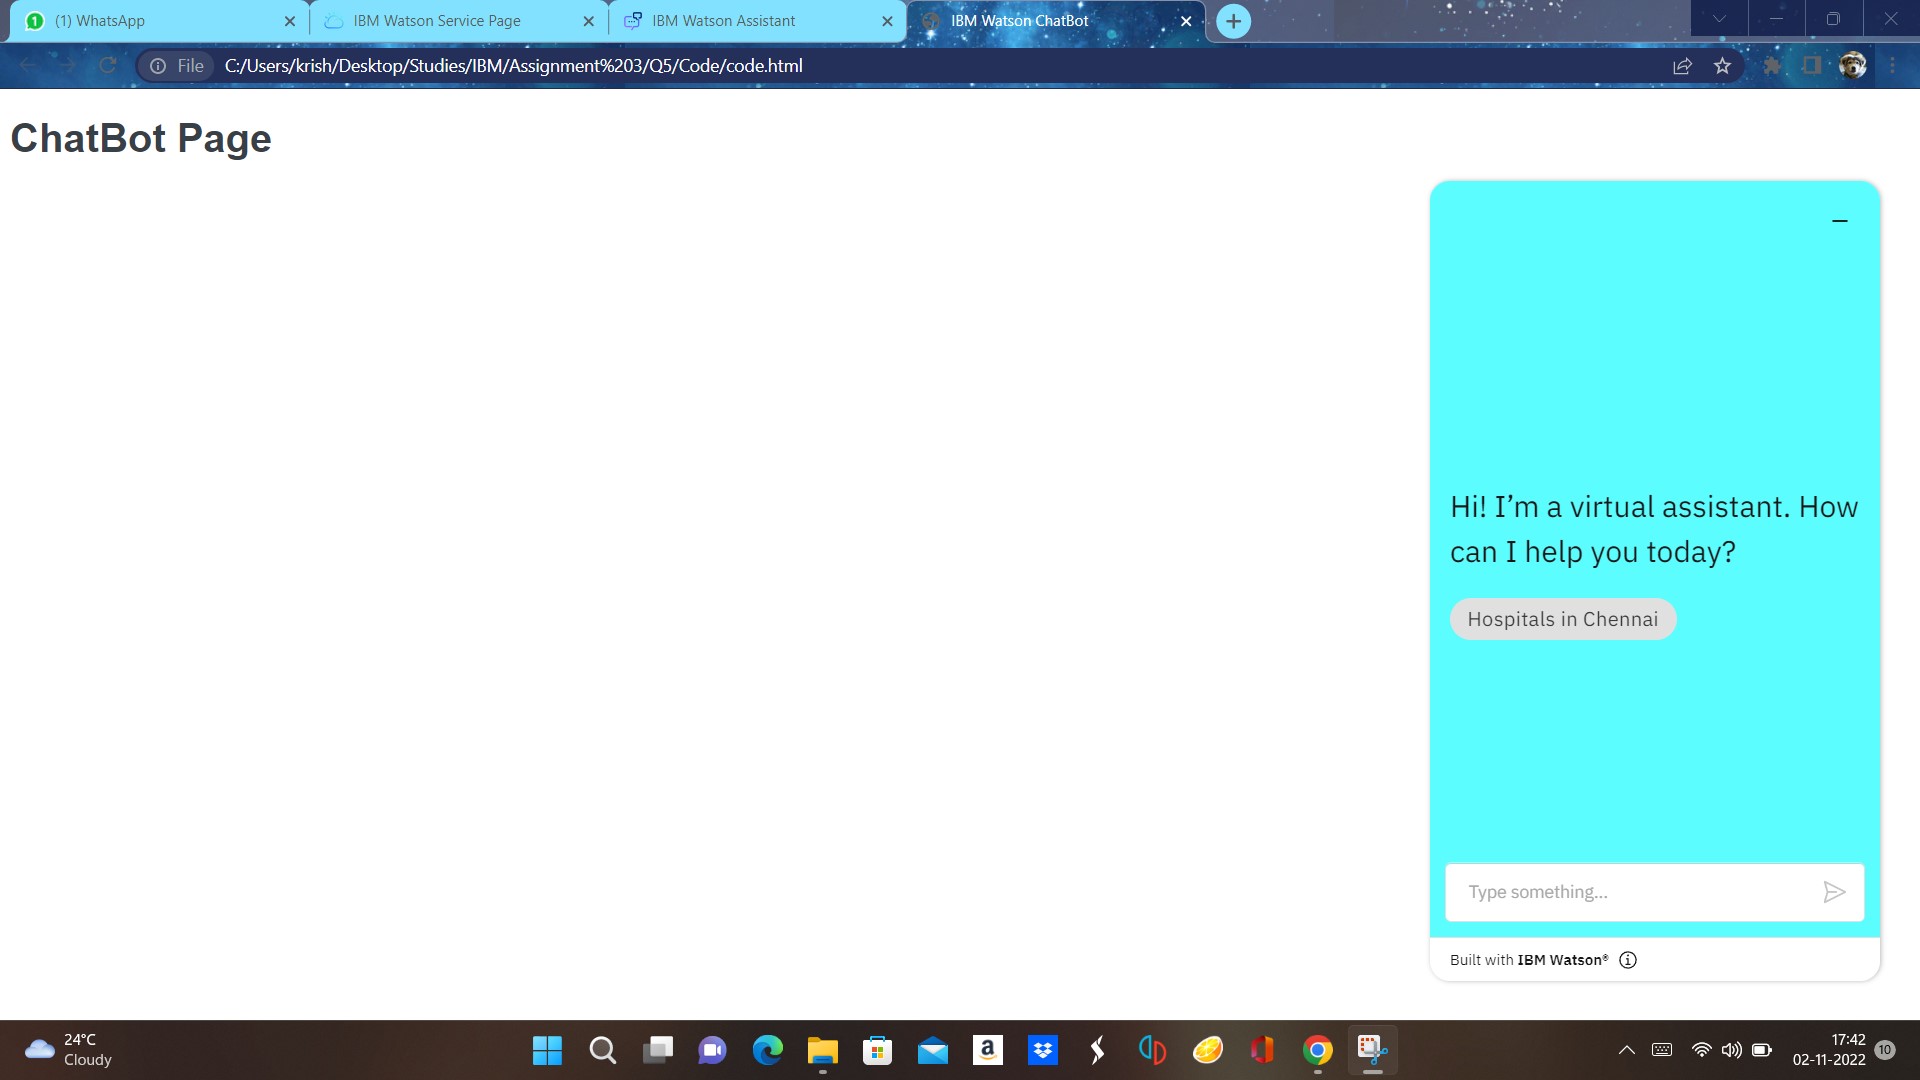 (1) WhatsApp
IBM Watson Service Page
IBM Watson Assistant
IBM Watson ChatBot
File
C:/Users/krish/Desktop/Studies/IBM/Assignment%203/Q5/Code/code.html
ChatBot Page
Hi! I’m a virtual assistant. How
can I help you today?
Hospitals in Chennai
Type something...
Built with IBM Watson®
24°C
Cloudy
17:42
02-11-2022
10